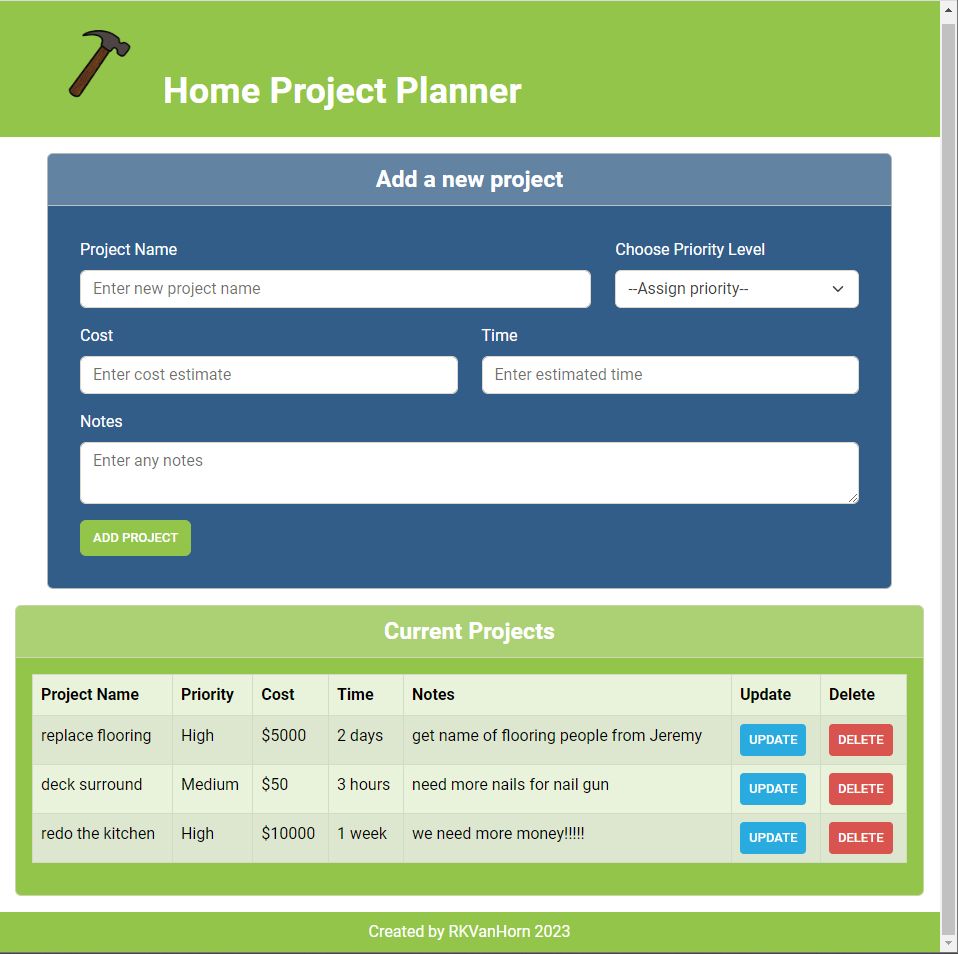 Home Project Planner
Add a new project
Project Name Choose Priority Level
Enter new project name --Assign priority--
Cost Time
Enter cost estimate Enter estimated time
Notes
Enter any notes
ADD PROJECT
Current Projects
Project Name Priority Cost Time Notes Update Delete
replace flooring High $5000 2 days get name of flooring people from Jeremy UPDATE DELETE
deck surround Medium $50 3 hours need more nails for nail gun UPDATE DELETE
redo the kitchen High $10000 1 week we need more money!!!!! UPDATE DELETE
Created by RKVanHorn 2023